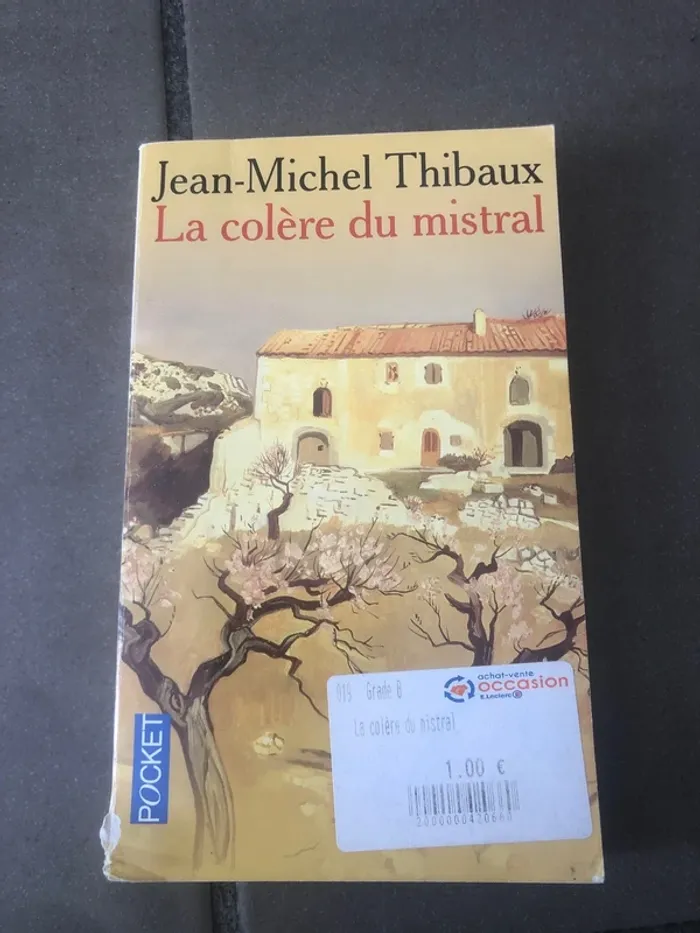 Jean-Michel Thibaux
La colère du mistral
POCKET
achat-vente
occasion
E.Leclerc
019 Grade B
La colère du mistral
1.00 €